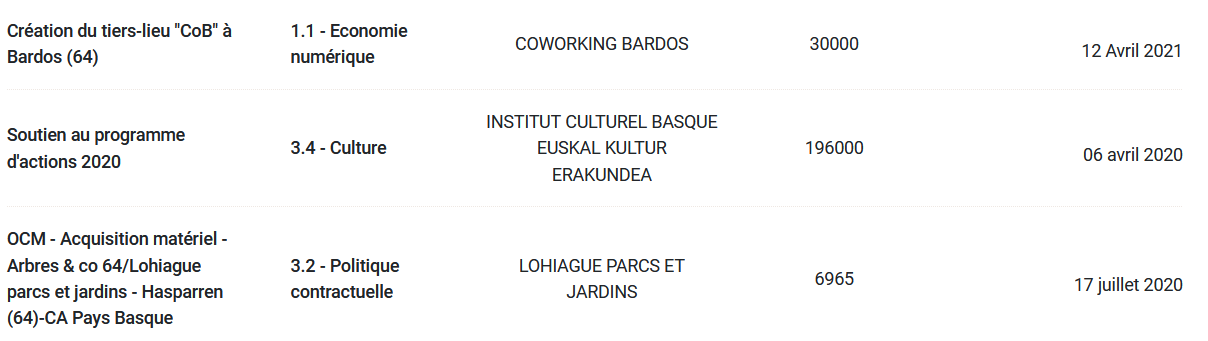 Création du tiers-lieu "CoB" à
Bardos (64)
1.1 - Economie
numérique
COWORKING BARDOS
30000
12 Avril 2021
Soutien au programme
d'actions 2020
3.4 - Culture
INSTITUT CULTUREL BASQUE
EUSKAL KULTUR
ERAKUNDEA
196000
06 avril 2020
OCM - Acquisition matériel -
Arbres & co 64/Lohiague
parcs et jardins - Hasparren
(64)-CA Pays Basque
3.2 - Politique
contractuelle
LOHIAGUE PARCS ET
JARDINS
6965
17 juillet 2020